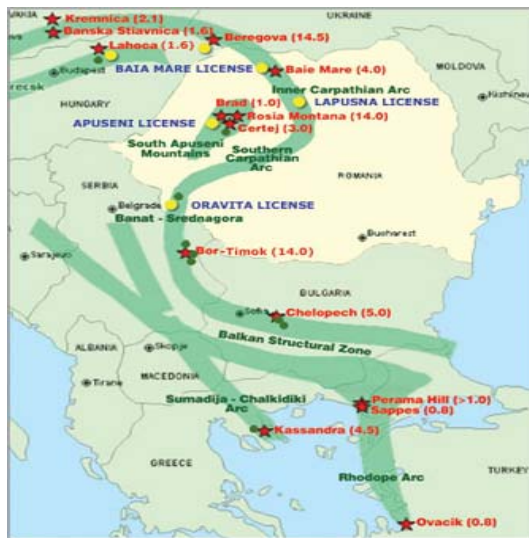 VAKIA
Kremnica (2.1)
Banska Stiavnica (1.6)
Lahoca (1.6)
UKRAINE
Beregova (14.5)
Budapest
BAIA MARE LICENSE
Baie Mare (4.0)
MOLDOVA
Kishinev
Inner Carpathian Arc
LAPUSNA LICENSE
HUNGARY
APUSENI LICENSE
Brad (1.0)
Rosia Montana (14.0)
Certej (3.0)
South Apuseni
Mountains
Southern
Carpathian
Arc
ROMANIA
SERBIA
Belgrade
ORAVITA LICENSE
Banat - Srednagora
Bucharest
Sarajevo
Bor-Timok (14.0)
BULGARIA
Sofia
Chelopech (5.0)
Balkan Structural Zone
ALBANIA
Skopje
Tirane
MACEDONIA
Sumadija - Chalkidiki
Arc
Perama Hill (>1.0)
Sappes (0.8)
Kassandra (4.5)
GREECE
Rhodope Arc
TURKEY
Ovacik (0.8)